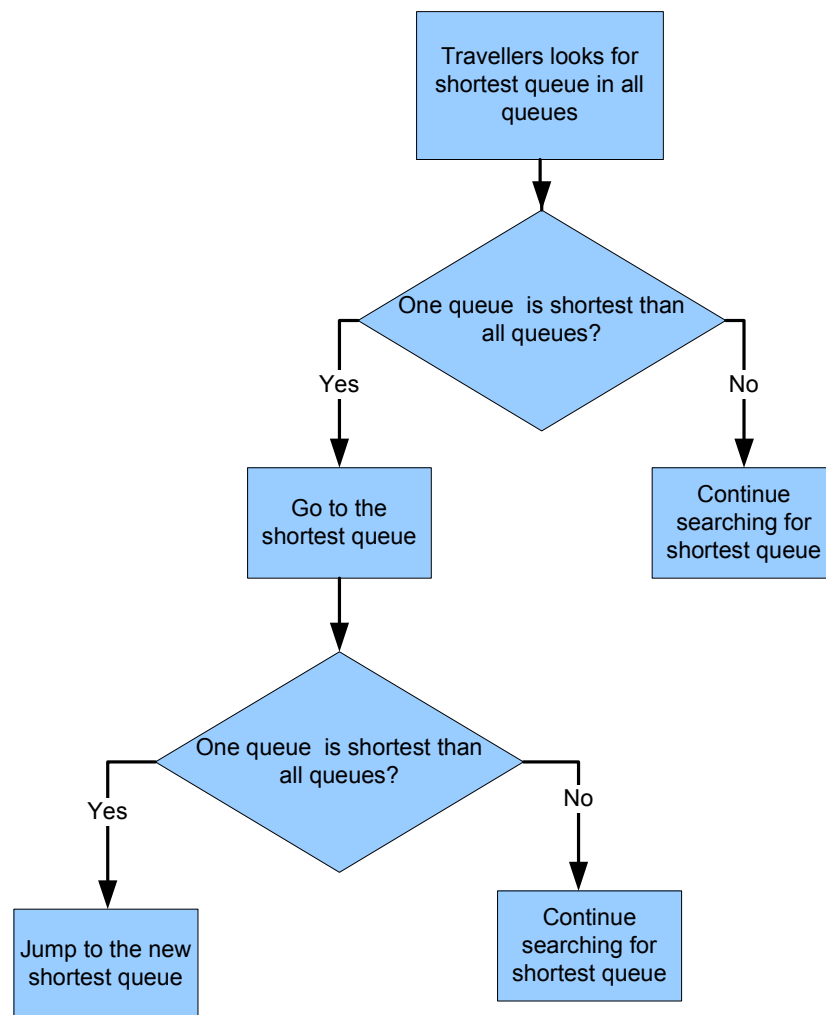 Travellers looks for
shortest queue in all
queues
One queue  is shortest than
all queues?
Yes
No
Go to the
shortest queue
Continue
searching for
shortest queue
One queue  is shortest than
all queues?
Yes
No
Jump to the new
shortest queue
Continue
searching for
shortest queue